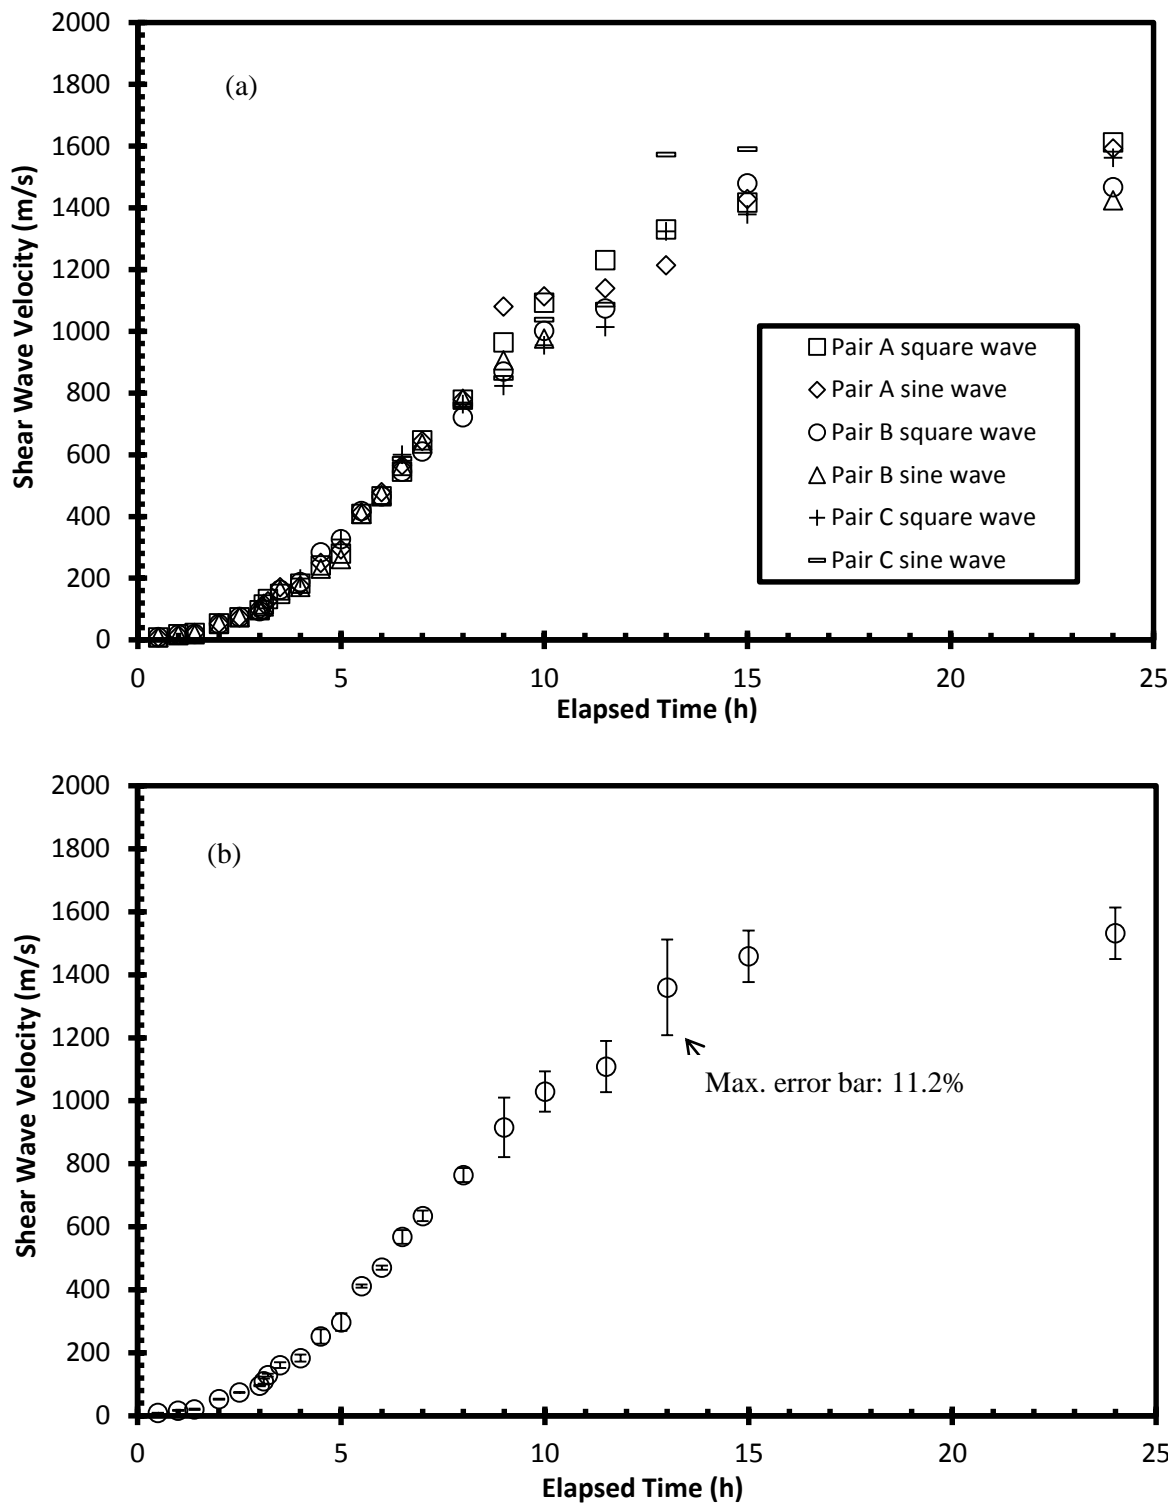 2000
1800
1600
1400
1200
1000
800
600
400
200
0
Shear Wave Velocity (m/s)
(a)
Pair A square wave
Pair A sine wave
Pair B square wave
Pair B sine wave
Pair C square wave
Pair C sine wave
0 5 10 15 20 25
Elapsed Time (h)
2000
1800
1600
1400
1200
1000
800
600
400
200
0
Shear Wave Velocity (m/s)
(b)
Max. error bar: 11.2%
0 5 10 15 20 25
Elapsed Time (h)